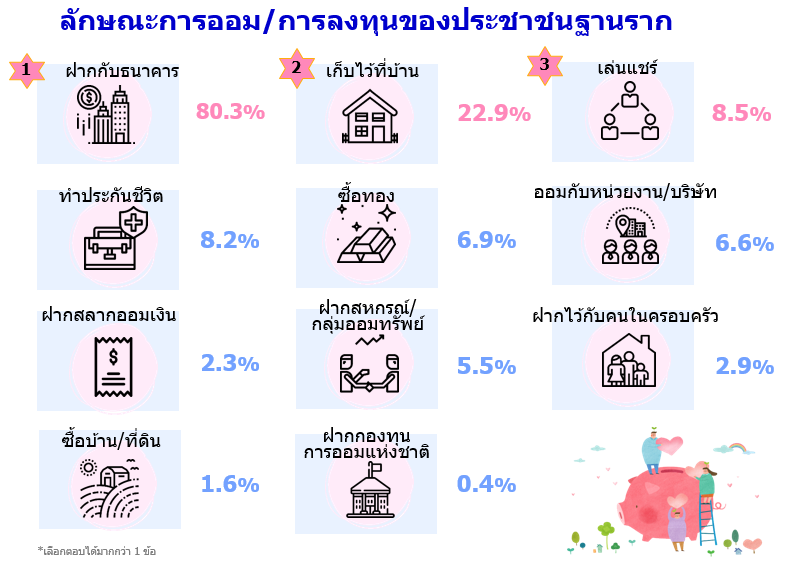 ลักษณะการออม/การลงทุนของประชาชนฐานราก
1
ฝากกับธนาคาร
80.3%
2
เก็บไว้ที่บ้าน
22.9%
3
เล่นแชร์
8.5%
ทำประกันชีวิต
8.2%
ซื้อทอง
6.9%
ออมกับหน่วยงาน/บริษัท
6.6%
ฝากสลากออมเงิน
2.3%
ฝากสหกรณ์/
กลุ่มออมทรัพย์
5.5%
ฝากไว้กับคนในครอบครัว
2.9%
ซื้อบ้าน/ที่ดิน
1.6%
ฝากกองทุน
การออมแห่งชาติ
0.4%
*เลือกตอบได้มากกว่า 1 ข้อ